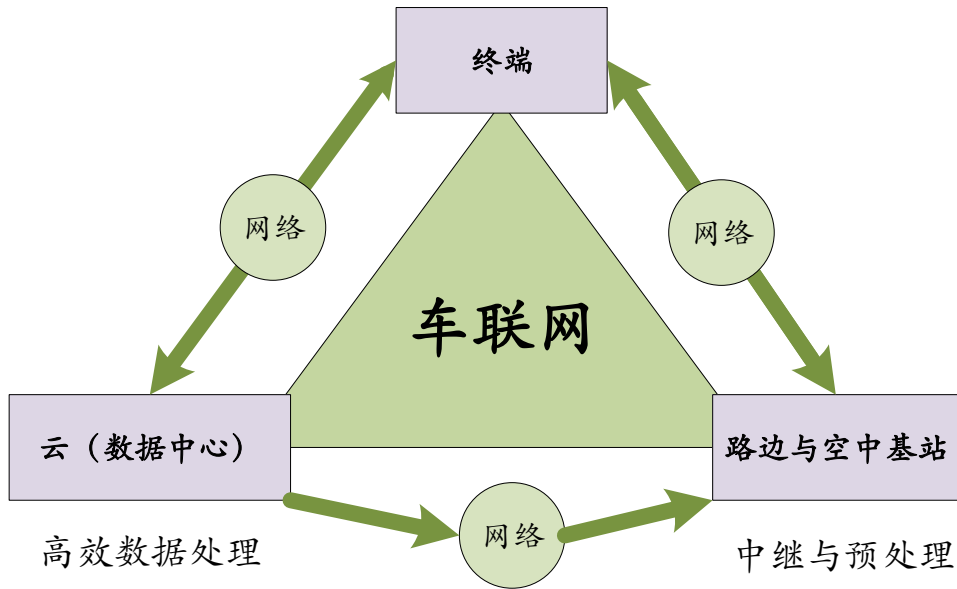 终端
网络
网络
车联网
云（数据中心）
路边与空中基站
网络
高效数据处理
中继与预处理